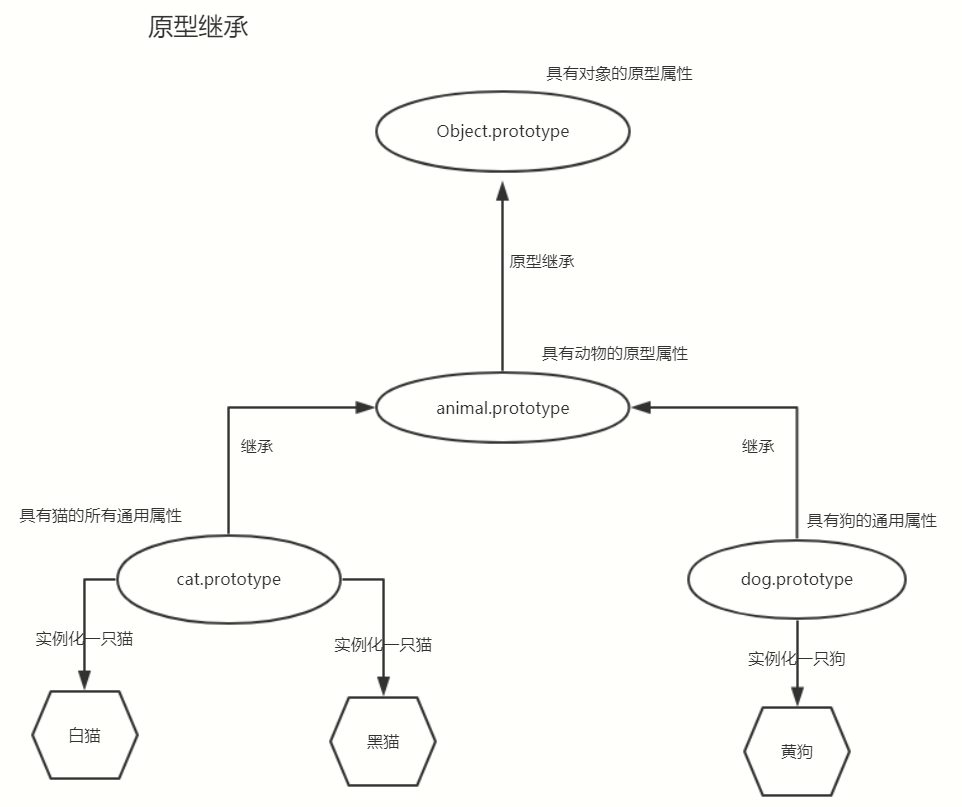 原型继承
具有对象的原型属性
Object.prototype
原型继承
具有动物的原型属性
animal.prototype
继承
继承
具有猫的所有通用属性
具有狗的通用属性
cat.prototype
dog.prototype
实例化一只猫
实例化一只猫
实例化一只狗
白猫
黑猫
黄狗